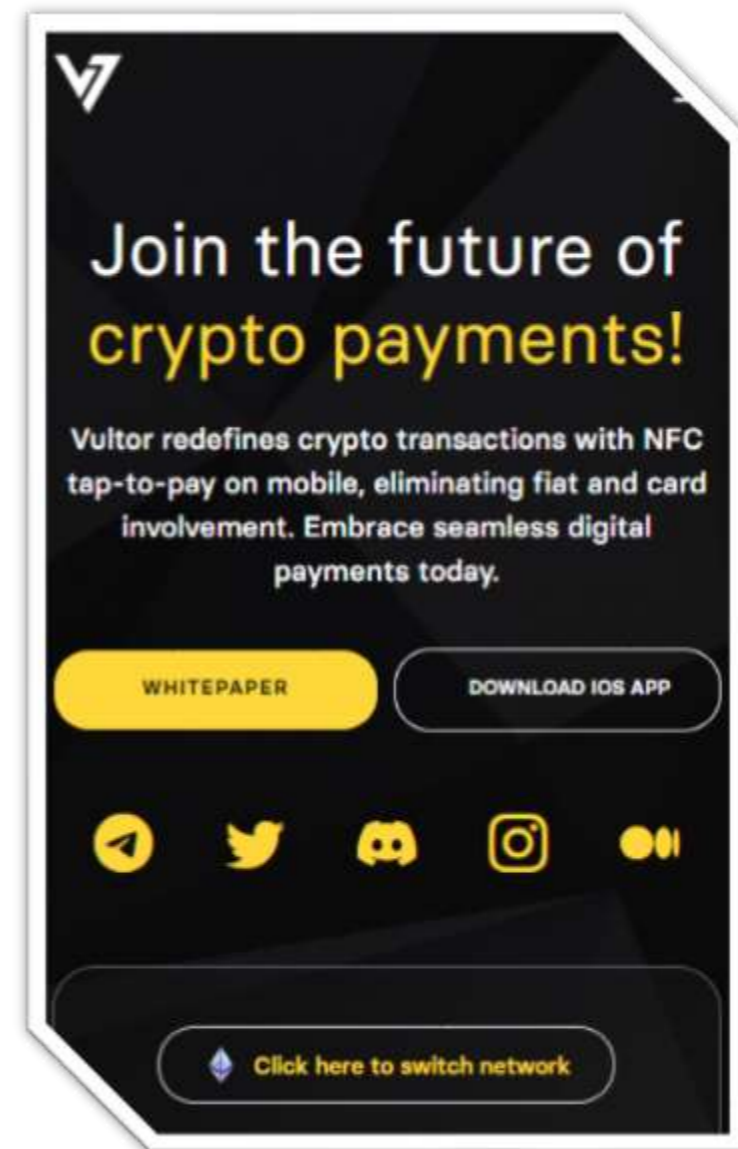 Join the future of
crypto payments!
Vultor redefines crypto transactions with NFC
tap-to-pay on mobile, eliminating fiat and card
involvement. Embrace seamless digital
payments today.
WHITEPAPER
DOWNLOAD IOS APP
Click here to switch network